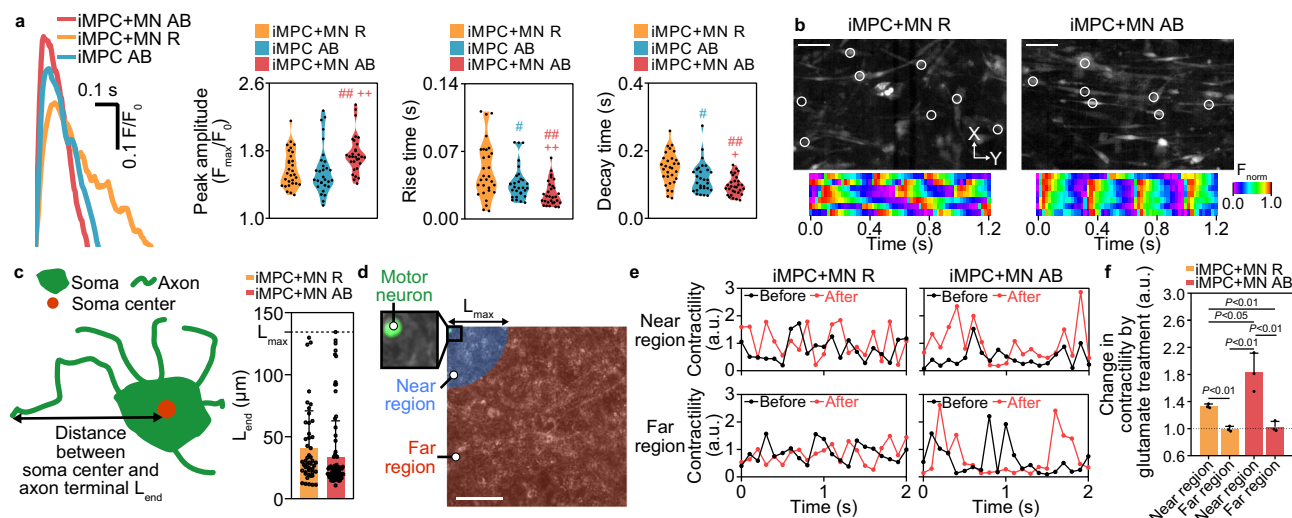 a
iMPC+MN AB
iMPC+MN R
iMPC AB
0.1 s
0.1 F/F0
iMPC+MN R
iMPC AB
iMPC+MN AB
Peak amplitude
(Fmax/F0)
2.6
1.8
1.0
## ++
iMPC+MN R
iMPC AB
iMPC+MN AB
Rise time (s)
0.14
0.07
0.00
#
##
++
iMPC+MN R
iMPC AB
iMPC+MN AB
Decay time (s)
0.4
0.2
0.0
#
##
+
b
iMPC+MN R
iMPC+MN AB
X
Y
Fnorm
0.0 1.0
0.0 0.4 0.8 1.2
Time (s)
0.0 0.4 0.8 1.2
Time (s)
c
Soma
Axon
Soma center
Distance
between
soma center and
axon terminal Lend
iMPC+MN R
iMPC+MN AB
Lend (µm)
Lmax
100
50
0
d
Motor
neuron
Lmax
Near
region
Far
region
e
iMPC+MN R
iMPC+MN AB
Near
region
Contractility
(a.u.)
3
2
1
0
Before
After
Before
After
Far
region
Contractility
(a.u.)
3
2
1
0
Before
After
Before
After
0 1 2
Time (s)
0 1 2
Time (s)
f
iMPC+MN R
iMPC+MN AB
Change in
contractility by
glutamate treatment (a.u.)
3.0
2.6
2.2
1.8
1.4
1.0
0.6
P<0.01
P<0.05
P<0.01
P<0.01
P<0.01
Near region
Far region
Near region
Far region